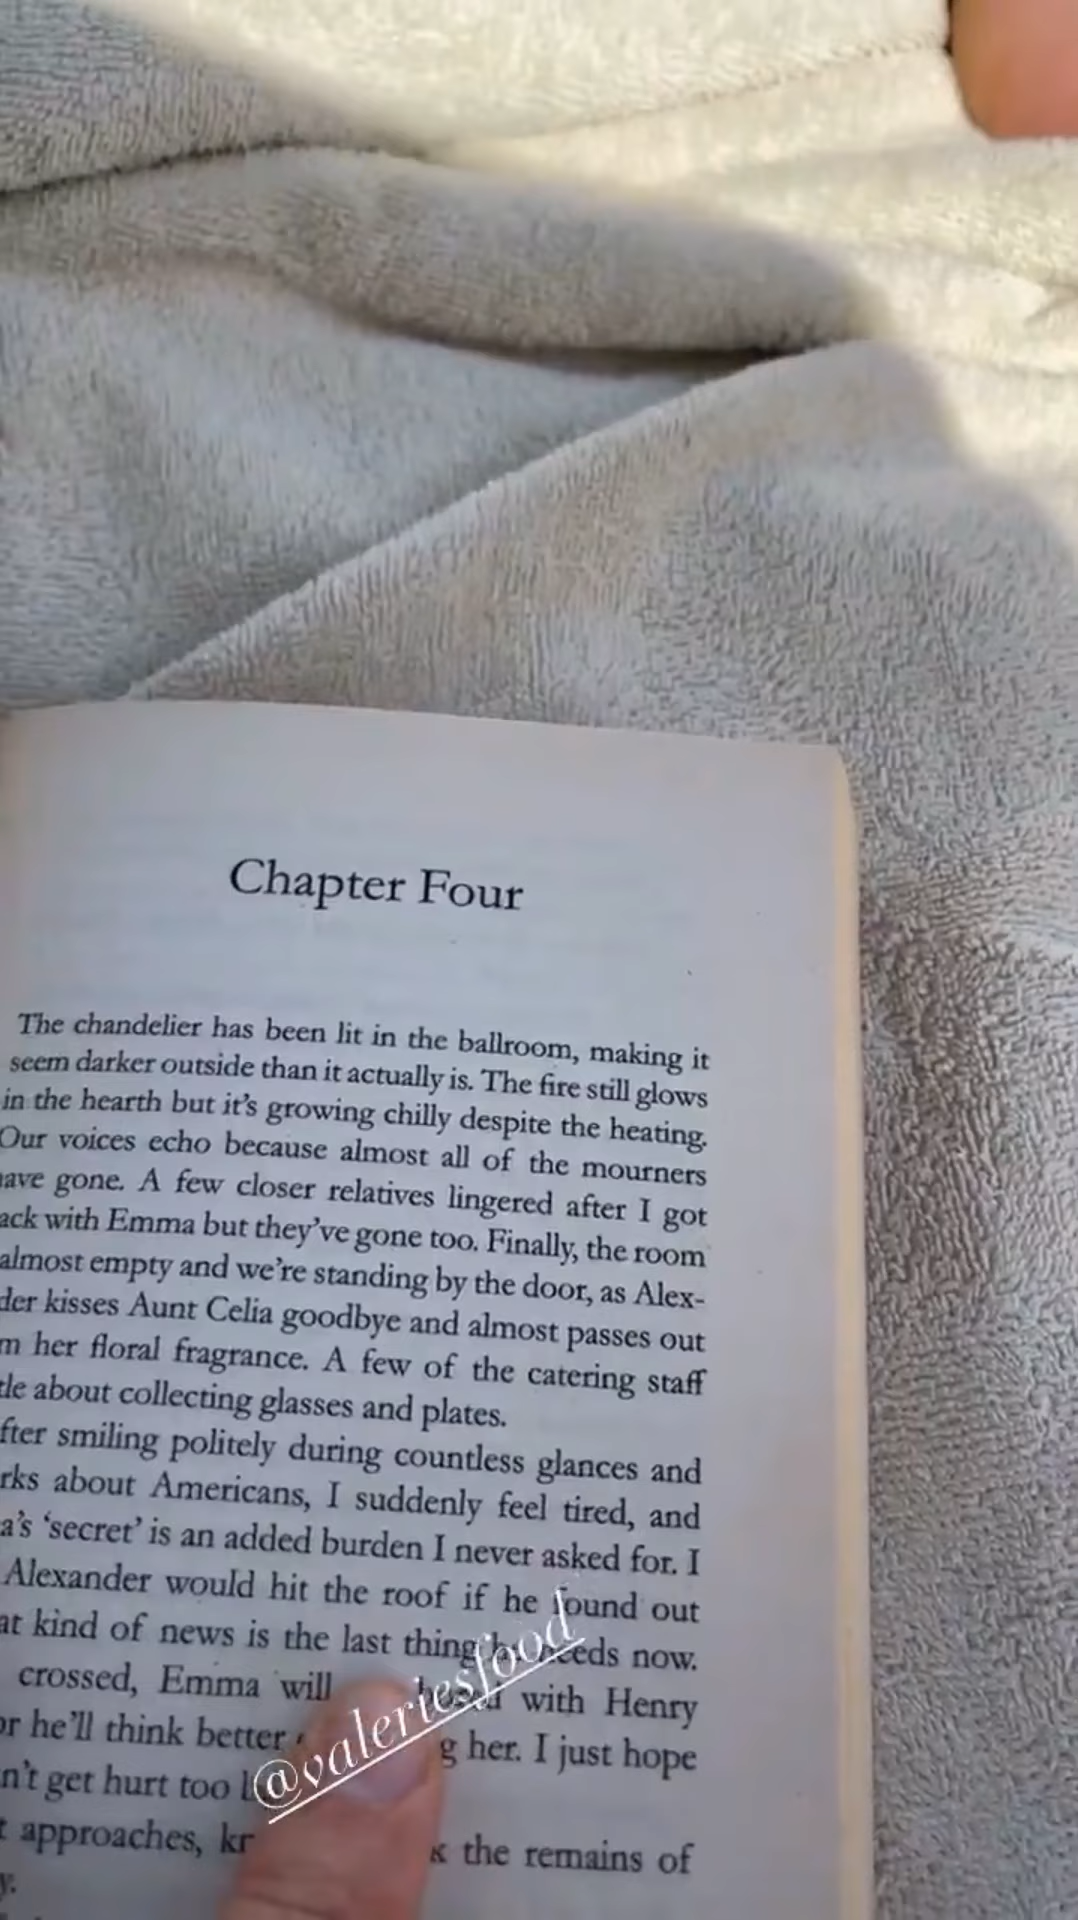 Chapter Four
The chandelier has been lit in the ballroom, making it
seem darker outside than it actually is. The fire still glows
in the hearth but it's growing chilly despite the heating.
Our voices echo because almost all of the mourners
ave gone. A few closer relatives lingered after I got
ack with Emma but they've gone too. Finally, the room
almost empty and we're standing by the door, as Alex-
der kisses Aunt Celia goodbye and almost passes out
m her floral fragrance. A few of the catering staff
tle about collecting glasses and plates.
fter smiling politely during countless glances and
rks about Americans, I suddenly feel tired, and
a's 'secret' is an added burden I never asked for. I
Alexander would hit the roof if he found out
at kind of news is the last thing he needs now.
crossed, Emma will with Henry
or he'll think better g her. I just hope
n't get hurt too
t approaches, the remains of
y.
@valeriesfood